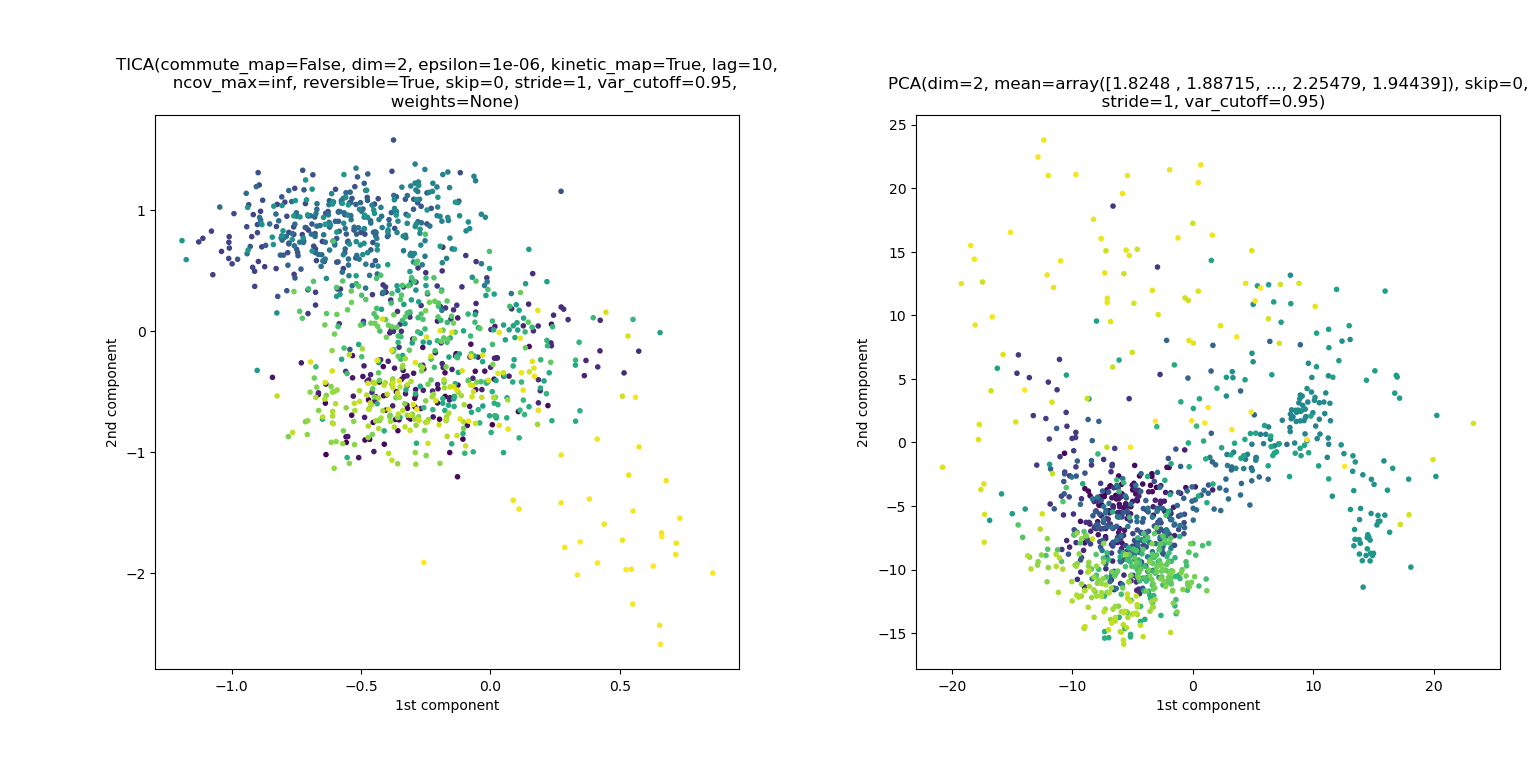 TICA(commute_map=False, dim=2, epsilon=1e-06, kinetic_map=True, lag=10,
ncov_max=inf, reversible=True, skip=0, stride=1, var_cutoff=0.95,
weights=None)
1
0
−1
−2
2nd component
−1.0
−0.5
0.0
0.5
1st component
PCA(dim=2, mean=array([1.8248 , 1.88715, ..., 2.25479, 1.94439]), skip=0,
stride=1, var_cutoff=0.95)
25
20
15
10
5
0
−5
−10
−15
2nd component
−20
−10
0
10
20
1st component